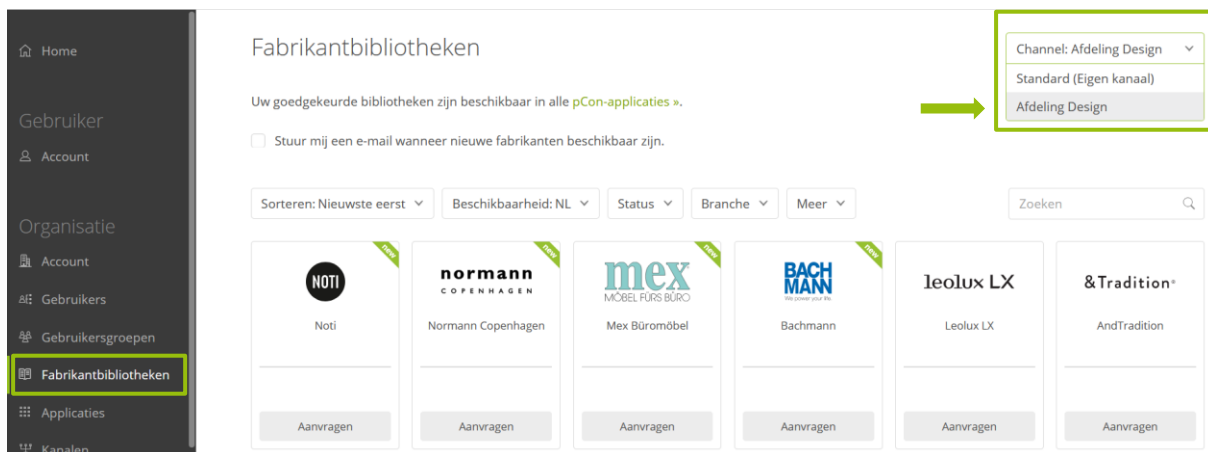 Home
Gebruiker
Account
Organisatie
Account
Gebruikers
Gebruikersgroepen
Fabrikantbibliotheken
Applicaties
Kanalen
Fabrikantbibliotheken
Channel: Afdeling Design
Standard (Eigen kanaal)
Afdeling Design
Uw goedgekeurde bibliotheken zijn beschikbaar in alle pCon-applicaties ».
Stuur mij een e-mail wanneer nieuwe fabrikanten beschikbaar zijn.
Sorteren: Nieuwste eerst
Beschikbaarheid: NL
Status
Branche
Meer
Zoeken
new
NOTI
Noti
Aanvragen
new
normann
COPENHAGEN
Normann Copenhagen
Aanvragen
new
mex
MÖBEL FÜRS BÜRO
Mex Büromöbel
Aanvragen
new
BACH
MANN
We power your life.
Bachmann
Aanvragen
leolux LX
Leolux LX
Aanvragen
&Tradition®
AndTradition
Aanvragen